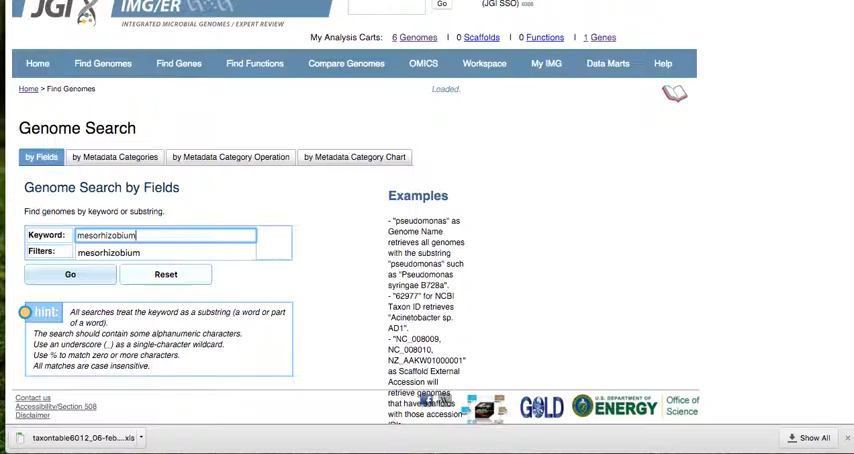 JGI IMG/ER
INTEGRATED MICROBIAL GENOMES / EXPERT REVIEW
Go
(JGI SSO)
My Analysis Carts: 6 Genomes | 0 Scaffolds | 0 Functions | 1 Genes
Home Find Genomes Find Genes Find Functions Compare Genomes OMICS Workspace My IMG Data Marts Help
Home > Find Genomes
Loaded.
Genome Search
by Fields by Metadata Categories by Metadata Category Operation by Metadata Category Chart
Genome Search by Fields
Find genomes by keyword or substring.
Keyword: mesorhizobium
Filters: mesorhizobium
Go Reset
hint: All searches treat the keyword as a substring (a word or part
of a word).
The search should contain some alphanumeric characters.
Use an underscore (_) as a single-character wildcard.
Use % to match zero or more characters.
All matches are case insensitive.
Examples
- "pseudomonas" as
Genome Name
retrieves all genomes
with the substring
"pseudomonas" such
as "Pseudomonas
syringae B728a".
- "62977" for NCBI
Taxon ID retrieves
"Acinetobacter sp.
AD1".
- "NC_008009,
NC_008010,
NZ_AAKW01000001"
as Scaffold External
Accession will
retrieve genomes
that have scaffolds
with those accession
Contact us
Accessibility/Section 508
Disclaimer
GOLD
U.S. DEPARTMENT OF
ENERGY
Office of
Science
taxontable6012_06-feb....xls
Show All